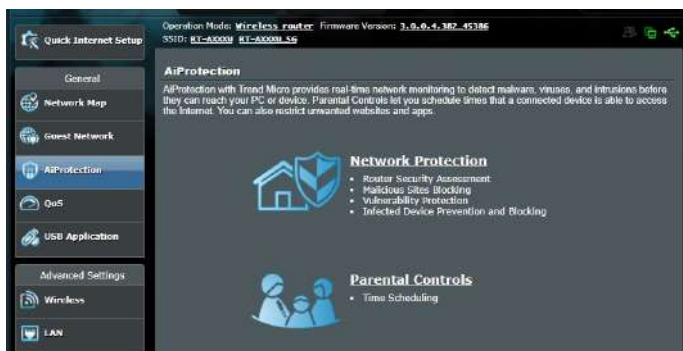 Operation Mode: Wireless router Firmware Version: 3.0.0.4.382_45386
SSID: RT-AXXXU RT-AXXXU_5G
Quick Internet Setup
General
Network Map
Guest Network
AiProtection
QoS
USB Application
Advanced Settings
Wireless
LAN
AiProtection
AiProtection with Trend Micro provides real-time network monitoring to detect malware, viruses, and intrusions before
they can reach your PC or device. Parental Controls let you schedule times that a connected device is able to access
the Internet. You can also restrict unwanted websites and apps.
Network Protection
• Router Security Assessment
• Malicious Sites Blocking
• Vulnerability Protection
• Infected Device Prevention and Blocking
Parental Controls
• Time Scheduling